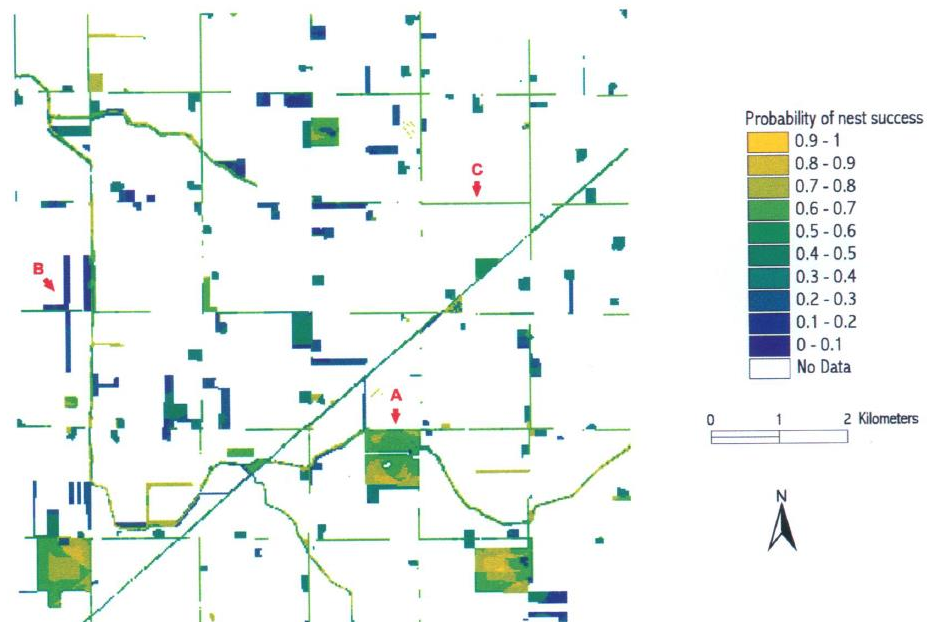 C
B
A
Probability of nest success
0.9 - 1
0.8 - 0.9
0.7 - 0.8
0.6 - 0.7
0.5 - 0.6
0.4 - 0.5
0.3 - 0.4
0.2 - 0.3
0.1 - 0.2
0 - 0.1
No Data
0 1 2 Kilometers
N